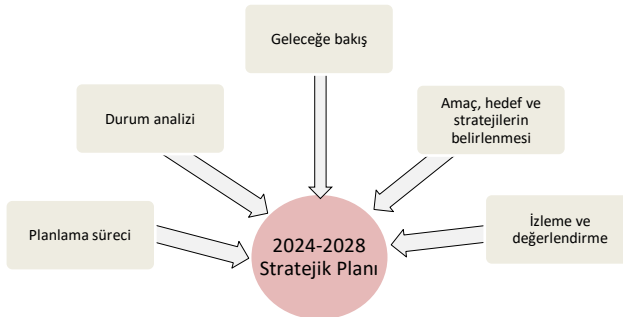 Geleceğe bakış
Durum analizi
Amaç, hedef ve
stratejilerin
belirlenmesi
Planlama süreci
2024-2028
Stratejik Planı
İzleme ve
değerlendirme